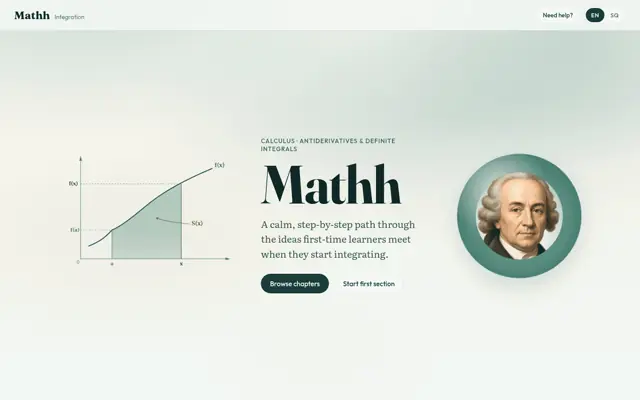 Mathh Integration
Need help?
EN
SQ
CALCULUS · ANTIDERIVATIVES & DEFINITE
INTEGRALS
Mathh
A calm, step-by-step path through
the ideas first-time learners meet
when they start integrating.
Browse chapters
Start first section
f(x)
f(x)
S(x)
f(a)